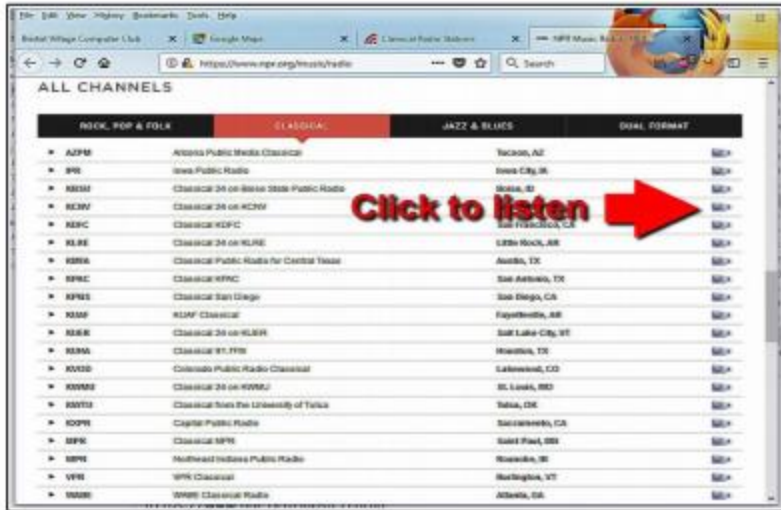 File Edit View History Bookmarks Tools Help
Bristol Village Computer Club Google Maps Classical Radio Stations NPR Music Radio
https://www.npr.org/music/radio Search
ALL CHANNELS
ROCK, POP & FOLK CLASSICAL JAZZ & BLUES DUAL FORMAT
AZPM Arizona Public Media Classical Tucson, AZ
IPR Iowa Public Radio Iowa City, IA
Classical 24 on Boise State Public Radio Boise, ID
KCNV Classical 24 on KCNV
Click to listen
KDFC Classical KDFC San Francisco, CA
KLRE Classical 24 on KLRE Little Rock, AR
KMFA Classical Public Radio for Central Texas Austin, TX
KPAC Classical KPAC San Antonio, TX
KPBS Classical San Diego San Diego, CA
KUAF KUAF Classical Fayetteville, AR
KUER Classical 24 on KUER Salt Lake City, UT
KUHA Classical 91.7FM Houston, TX
KVOD Colorado Public Radio Classical Lakewood, CO
KWMU Classical 24 on KWMU St. Louis, MO
KWTU Classical from the University of Tulsa Tulsa, OK
KXPR Capital Public Radio Sacramento, CA
MPR Classical MPR Saint Paul, MN
NIPR Northeast Indiana Public Radio Roanoke, IN
VPR VPR Classical Burlington, VT
WABE WABE Classical Radio Atlanta, GA